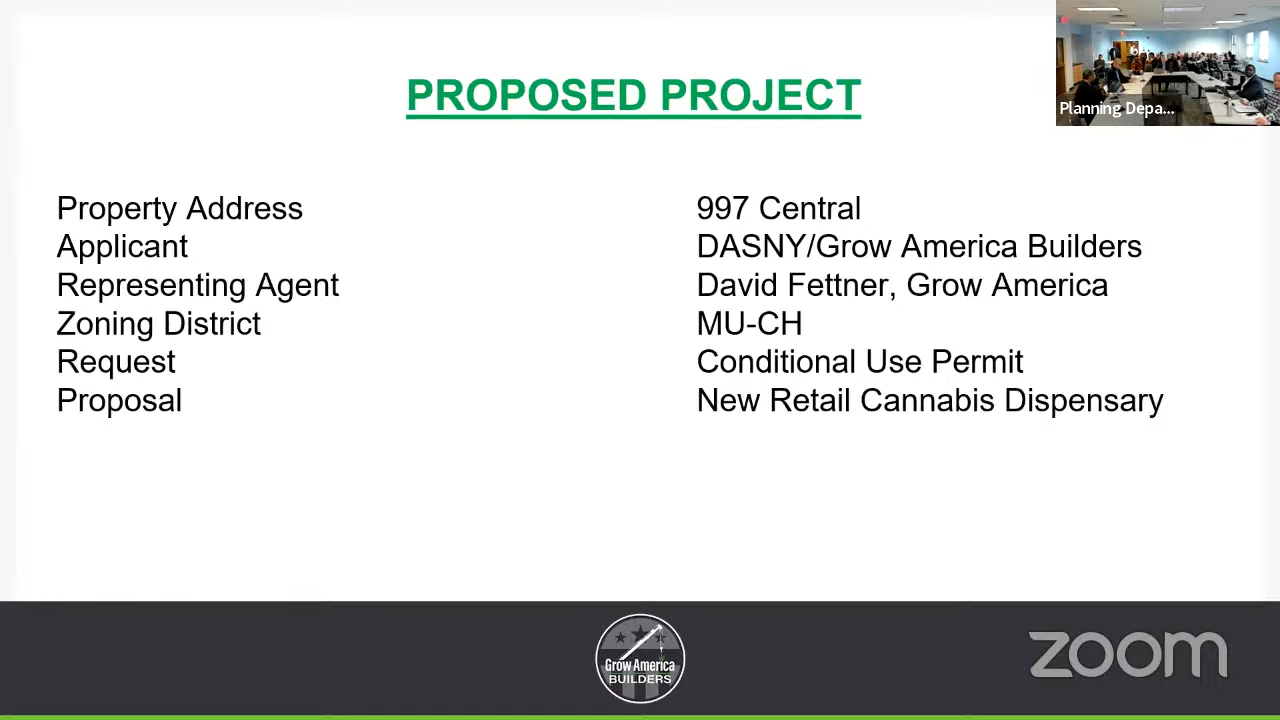 PROPOSED PROJECT
Planning Depa...
Property Address
997 Central
Applicant
DASNY/Grow America Builders
Representing Agent
David Fettner, Grow America
Zoning District
MU-CH
Request
Conditional Use Permit
Proposal
New Retail Cannabis Dispensary
Grow America
BUILDERS
zoom